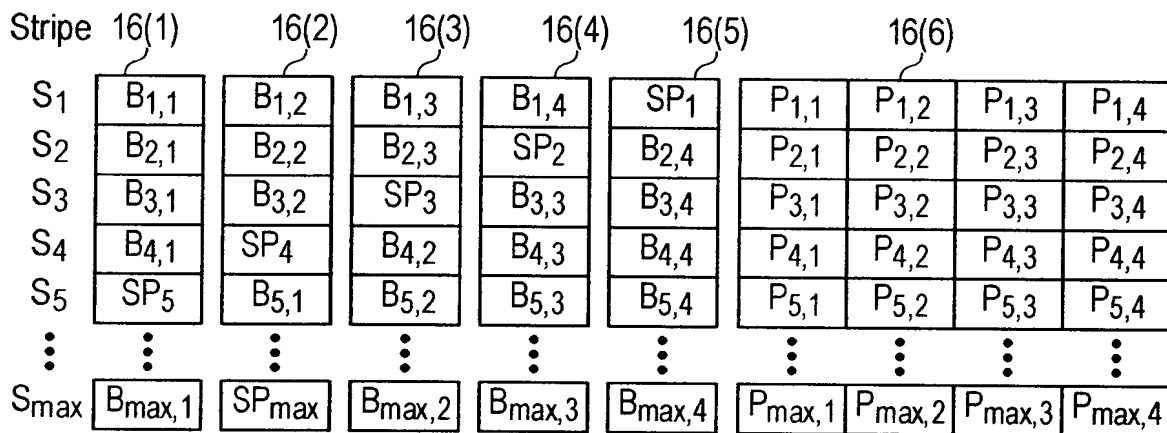 Stripe 16(1) 16(2) 16(3) 16(4) 16(5) 16(6)
S1 B1,1 B1,2 B1,3 B1,4 SP1 P1,1 P1,2 P1,3 P1,4
S2 B2,1 B2,2 B2,3 SP2 B2,4 P2,1 P2,2 P2,3 P2,4
S3 B3,1 B3,2 SP3 B3,3 B3,4 P3,1 P3,2 P3,3 P3,4
S4 B4,1 SP4 B4,2 B4,3 B4,4 P4,1 P4,2 P4,3 P4,4
S5 SP5 B5,1 B5,2 B5,3 B5,4 P5,1 P5,2 P5,3 P5,4
Smax Bmax,1 SPmax Bmax,2 Bmax,3 Bmax,4 Pmax,1 Pmax,2 Pmax,3 Pmax,4